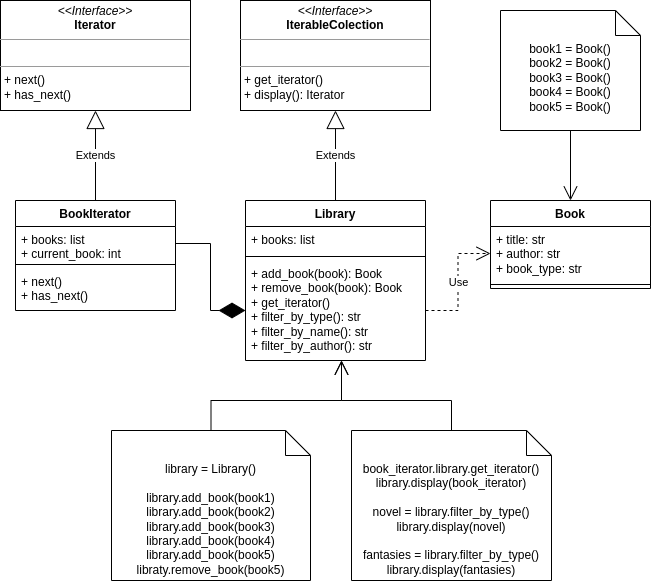 <<Interface>>
Iterator
+ next()
+ has_next()
<<Interface>>
IterableColection
+ get_iterator()
+ display(): Iterator
book1 = Book()
book2 = Book()
book3 = Book()
book4 = Book()
book5 = Book()
Extends
Extends
BookIterator
+ books: list
+ current_book: int
+ next()
+ has_next()
Library
+ books: list
+ add_book(book): Book
+ remove_book(book): Book
+ get_iterator()
+ filter_by_type(): str
+ filter_by_name(): str
+ filter_by_author(): str
Use
Book
+ title: str
+ author: str
+ book_type: str
library = Library()
library.add_book(book1)
library.add_book(book2)
library.add_book(book3)
library.add_book(book4)
library.add_book(book5)
libraty.remove_book(book5)
book_iterator.library.get_iterator()
library.display(book_iterator)
novel = library.filter_by_type()
library.display(novel)
fantasies = library.filter_by_type()
library.display(fantasies)